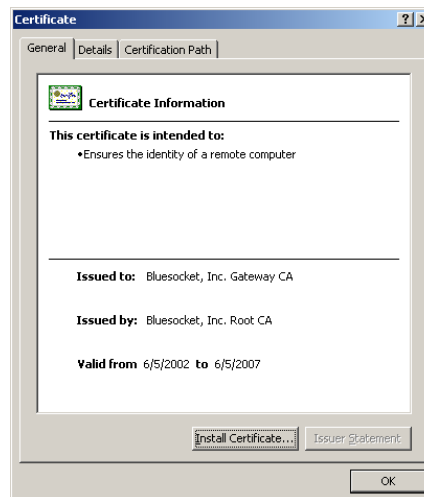 Certificate
General Details Certification Path
Certificate Information
This certificate is intended to:
•Ensures the identity of a remote computer
Issued to: Bluesocket, Inc. Gateway CA
Issued by: Bluesocket, Inc. Root CA
Valid from 6/5/2002 to 6/5/2007
Install Certificate... Issuer Statement
OK